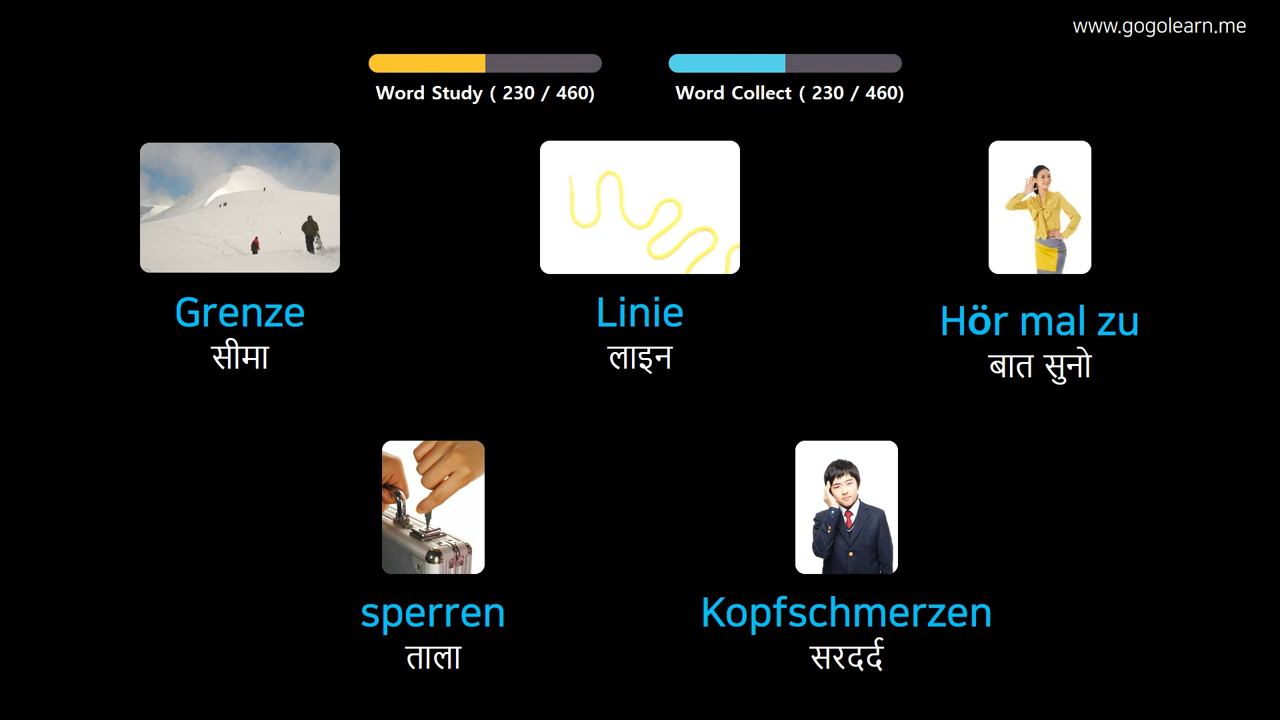 www.gogolearn.me
Word Study ( 230 / 460)
Word Collect ( 230 / 460)
Grenze
सीमा
Linie
लाइन
Hör mal zu
बात सुनो
sperren
ताला
Kopfschmerzen
सरदर्द